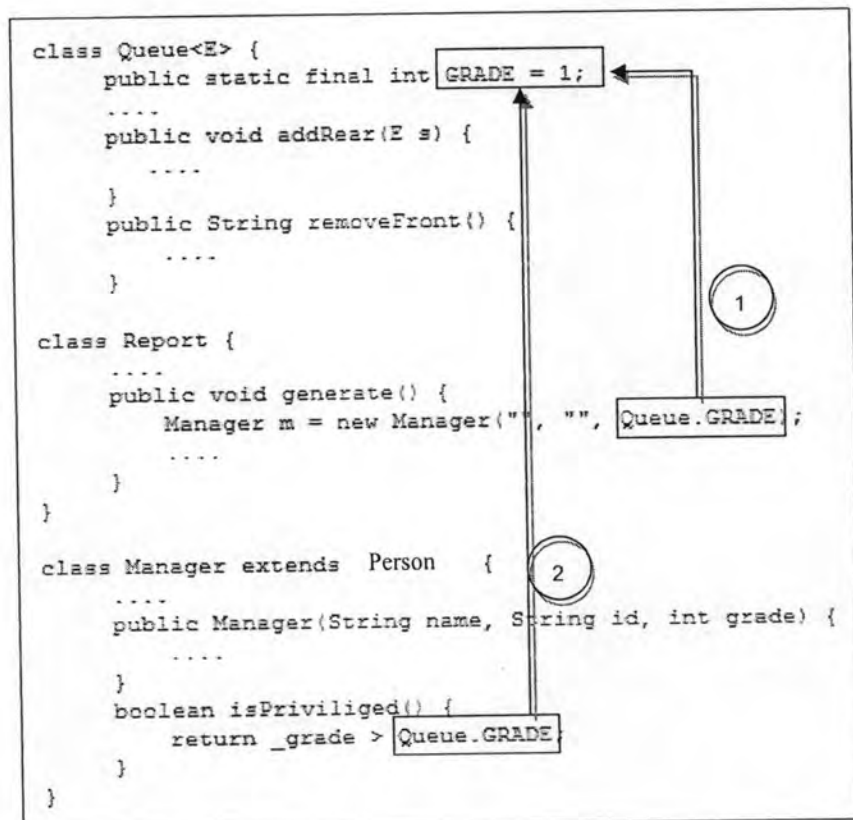 class Queue<E> {
public static final int GRADE = 1;
....
public void addRear(E s) {
....
}
public String removeFront() {
....
}
1
class Report {
....
public void generate() {
Manager m = new Manager("", "", Queue.GRADE);
....
}
}
class Manager extends Person {
2
....
public Manager(String name, String id, int grade) {
....
}
boolean isPriviliged() {
return _grade > Queue.GRADE;
}
}